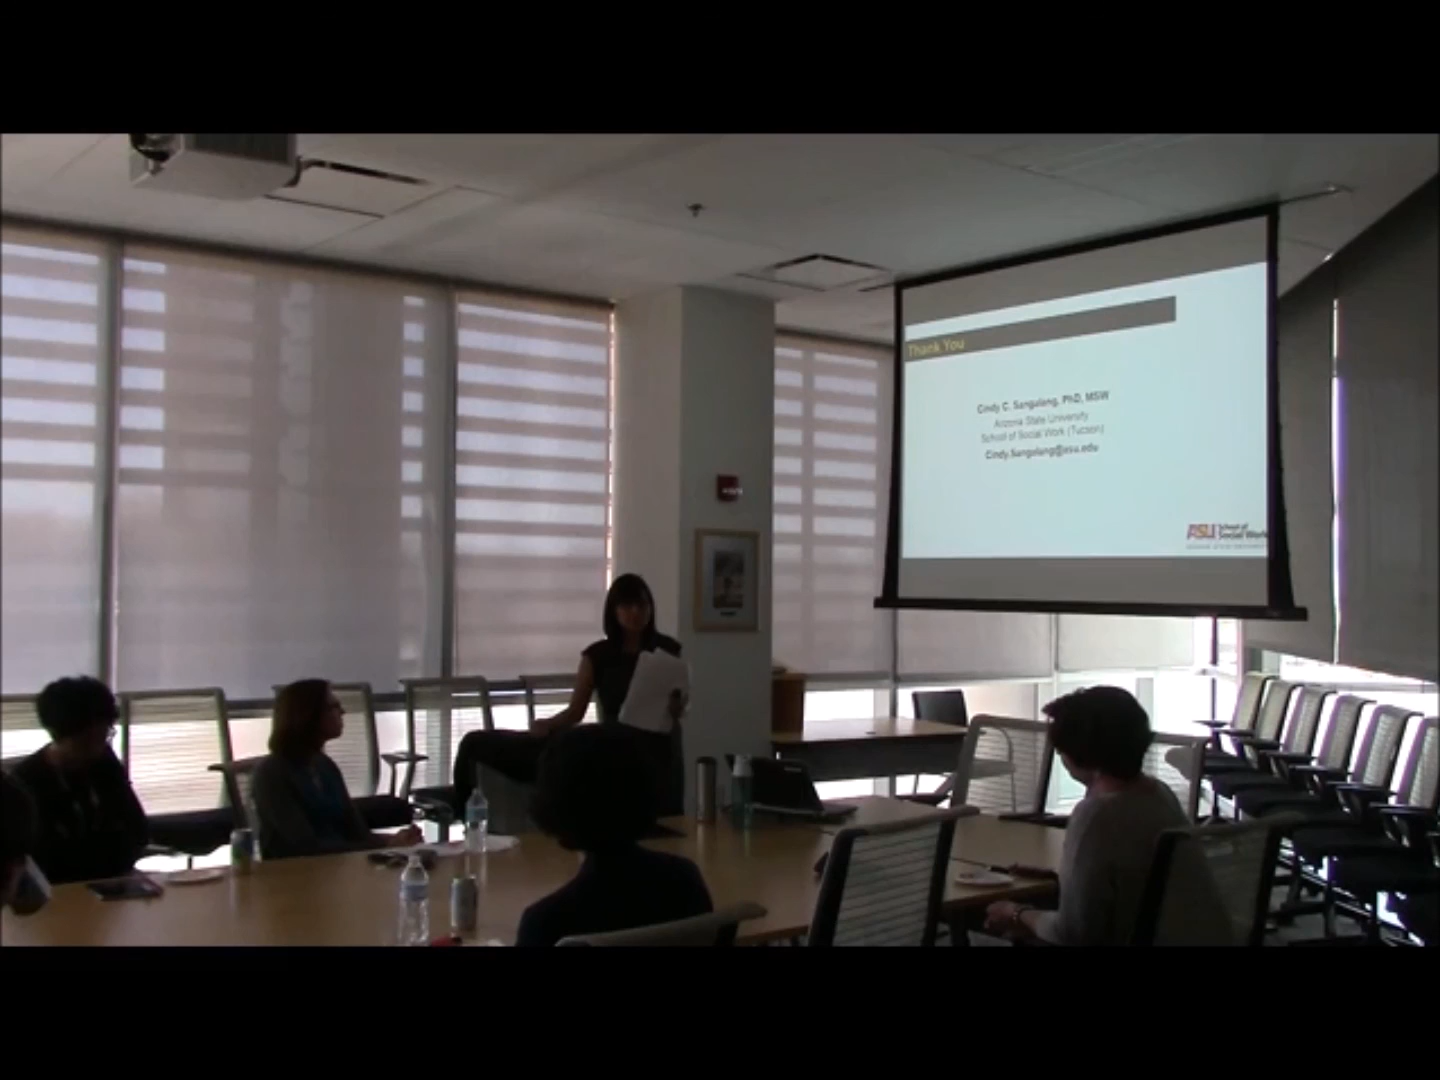 Thank You
Cindy C. Sangalang, PhD, MSW
Arizona State University
School of Social Work (Tucson)
Cindy.Sangalang@asu.edu
ASU School of
Social Work